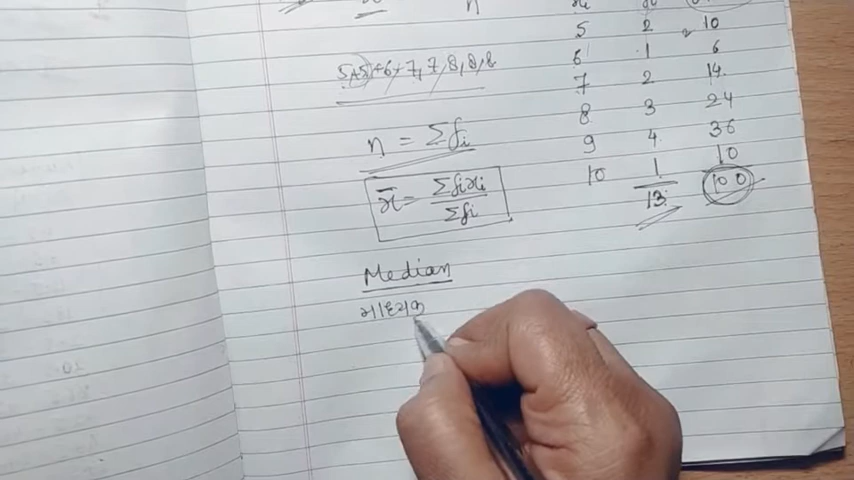 n
5 2 10
5,5+6,7,7,8,8,8
6 1 6
7 2 14
8 3 24
n = Σfi
9 4 36
10 1 10
x̄ = Σfixi / Σfi
13 100
Median
માધ્યક